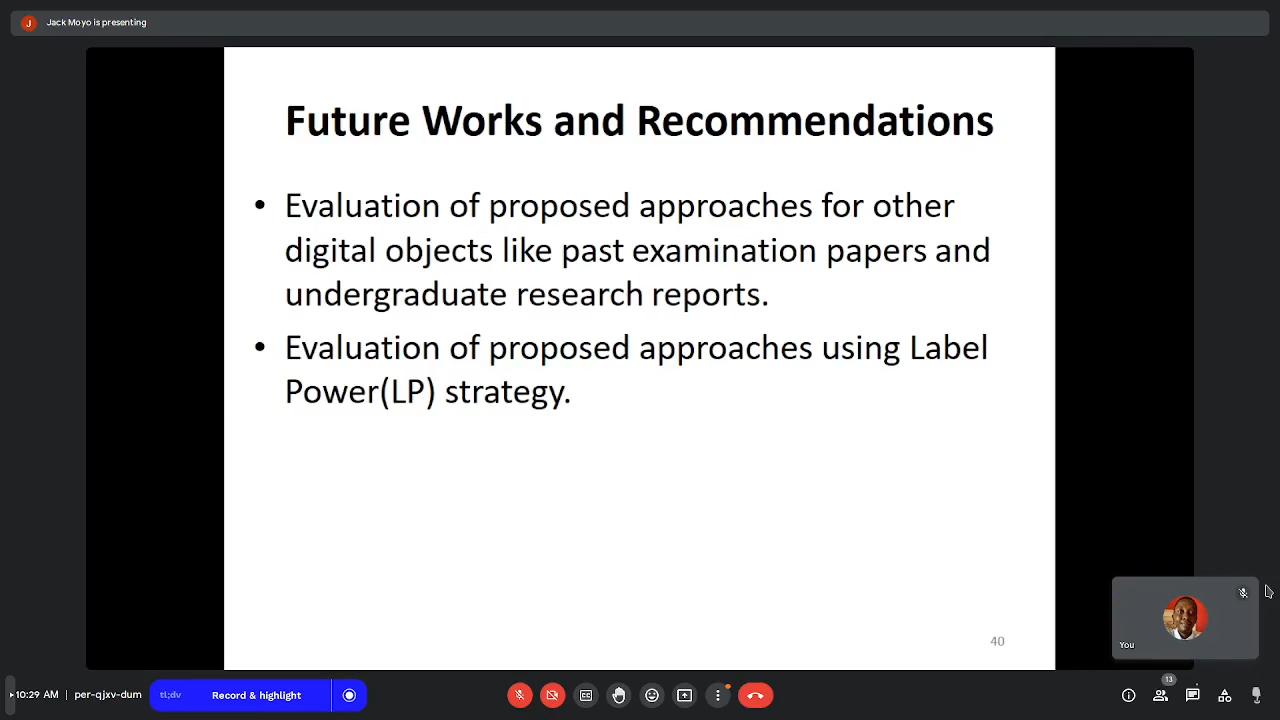 J Jack Moyo is presenting
Future Works and Recommendations
• Evaluation of proposed approaches for other
digital objects like past examination papers and
undergraduate research reports.
• Evaluation of proposed approaches using Label
Power(LP) strategy.
40
You
13
10:29 AM | per-qjxv-dum
tl;dv Record & highlight